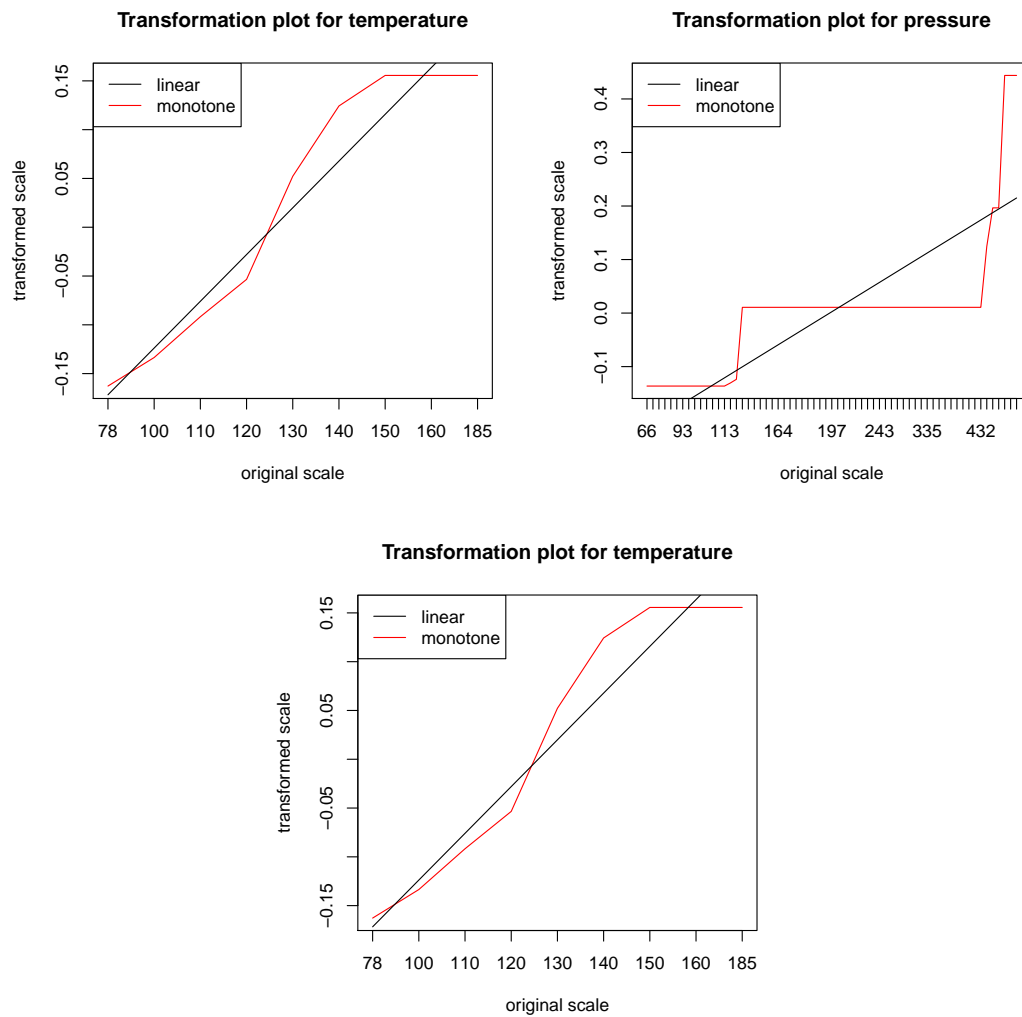 Transformation plot for temperature
linear
monotone
transformed scale
0.15
0.05
−0.05
−0.15
78 100 110 120 130 140 150 160 185
original scale
Transformation plot for pressure
linear
monotone
transformed scale
0.4
0.3
0.2
0.1
0.0
−0.1
66 93 113 164 197 243 335 432
original scale
Transformation plot for temperature
linear
monotone
transformed scale
0.15
0.05
−0.05
−0.15
78 100 110 120 130 140 150 160 185
original scale